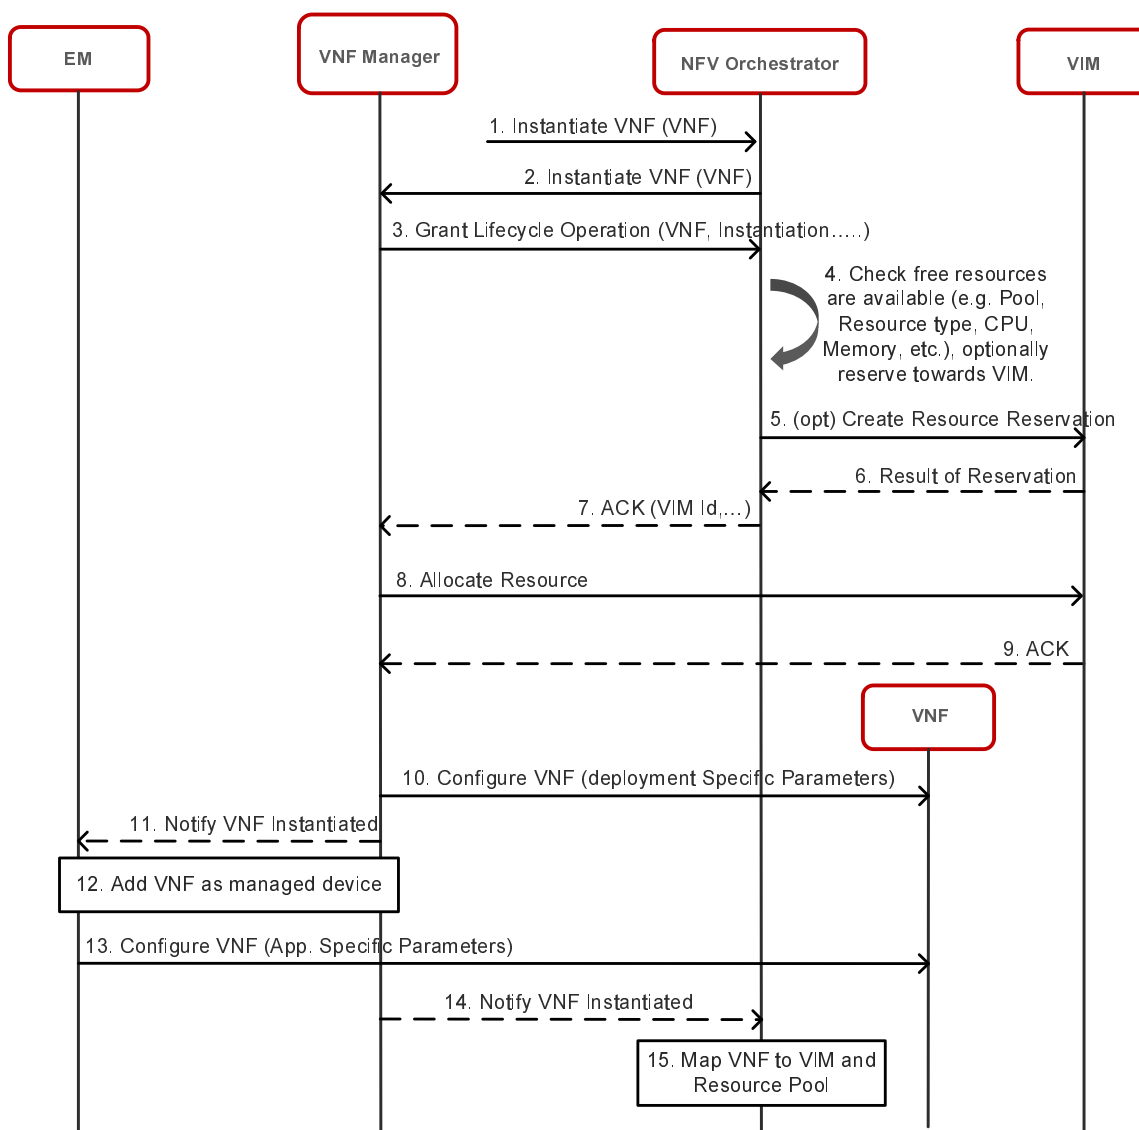 EM
VNF Manager
NFV Orchestrator
VIM
1. Instantiate VNF (VNF)
2. Instantiate VNF (VNF)
3. Grant Lifecycle Operation (VNF, Instantiation…..)
4. Check free resources
are available (e.g. Pool,
Resource type, CPU,
Memory, etc.), optionally
reserve towards VIM.
5. (opt) Create Resource Reservation
6. Result of Reservation
7. ACK (VIM Id,…)
8. Allocate Resource
9. ACK
VNF
10. Configure VNF (deployment Specific Parameters)
11. Notify VNF Instantiated
12. Add VNF as managed device
13. Configure VNF (App. Specific Parameters)
14. Notify VNF Instantiated
15. Map VNF to VIM and
Resource Pool